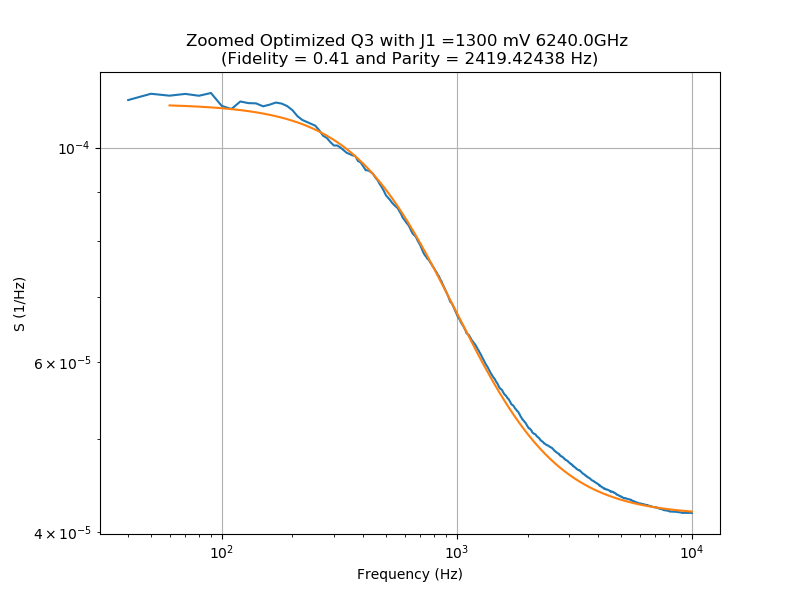 Zoomed Optimized Q3 with J1 =1300 mV 6240.0GHz
(Fidelity = 0.41 and Parity = 2419.42438 Hz)
10⁻⁴
6 × 10⁻⁵
4 × 10⁻⁵
S (1/Hz)
10² 10³ 10⁴
Frequency (Hz)